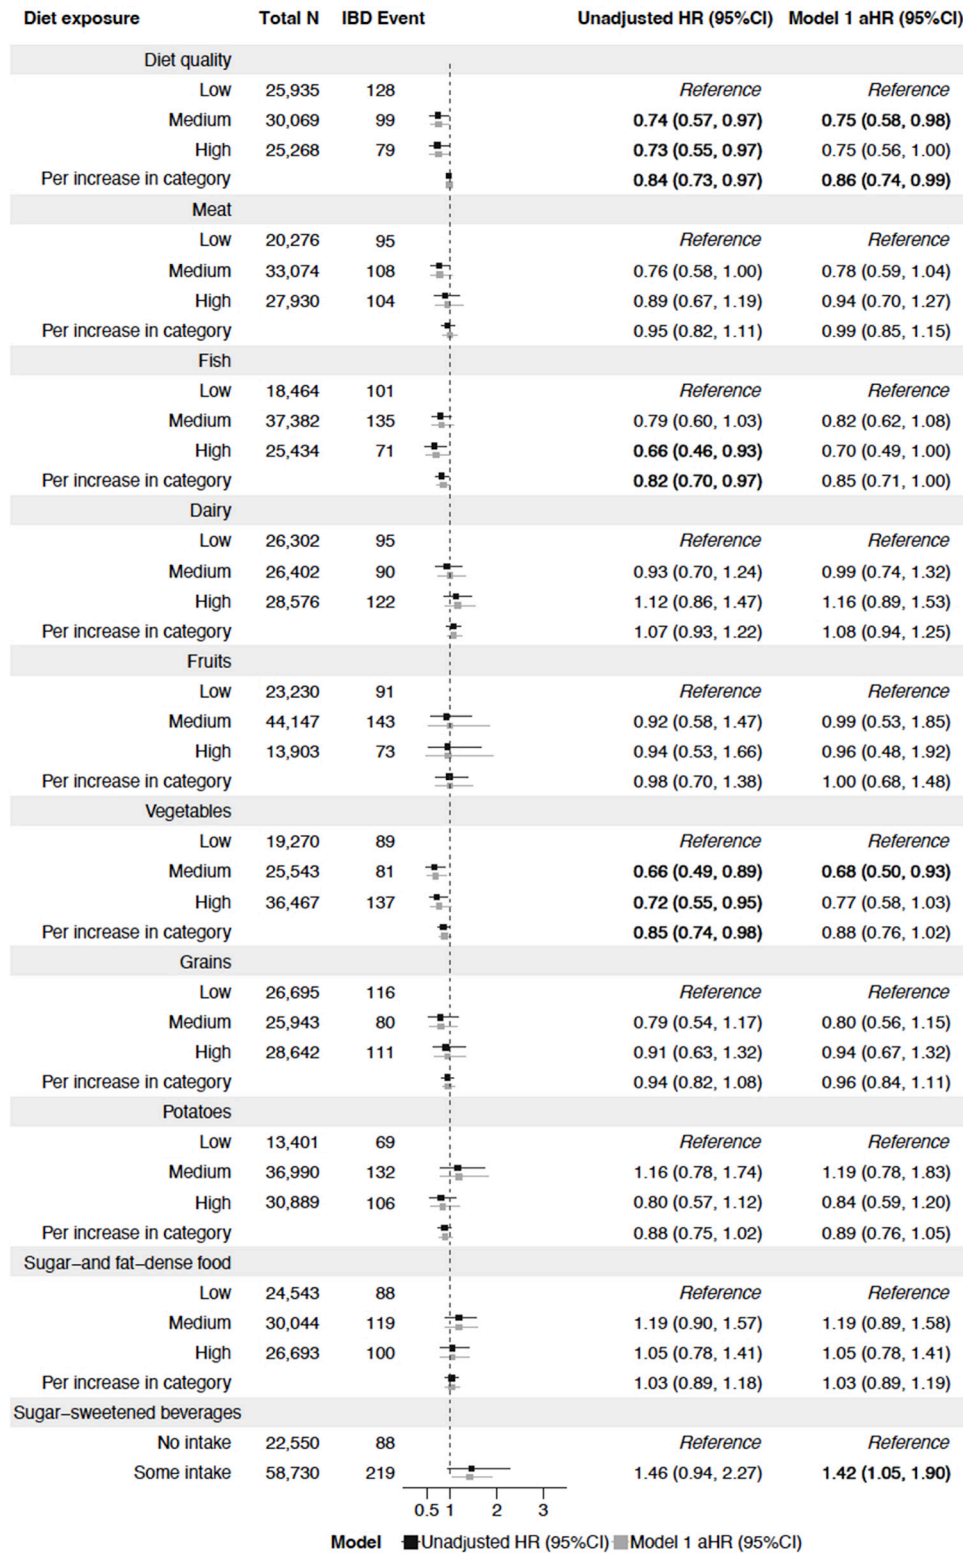 Diet exposure Total N IBD Event Unadjusted HR (95%CI) Model 1 aHR (95%CI)
Diet quality
Low 25,935 128 Reference Reference
Medium 30,069 99 0.74 (0.57, 0.97) 0.75 (0.58, 0.98)
High 25,268 79 0.73 (0.55, 0.97) 0.75 (0.56, 1.00)
Per increase in category 0.84 (0.73, 0.97) 0.86 (0.74, 0.99)
Meat
Low 20,276 95 Reference Reference
Medium 33,074 108 0.76 (0.58, 1.00) 0.78 (0.59, 1.04)
High 27,930 104 0.89 (0.67, 1.19) 0.94 (0.70, 1.27)
Per increase in category 0.95 (0.82, 1.11) 0.99 (0.85, 1.15)
Fish
Low 18,464 101 Reference Reference
Medium 37,382 135 0.79 (0.60, 1.03) 0.82 (0.62, 1.08)
High 25,434 71 0.66 (0.46, 0.93) 0.70 (0.49, 1.00)
Per increase in category 0.82 (0.70, 0.97) 0.85 (0.71, 1.00)
Dairy
Low 26,302 95 Reference Reference
Medium 26,402 90 0.93 (0.70, 1.24) 0.99 (0.74, 1.32)
High 28,576 122 1.12 (0.86, 1.47) 1.16 (0.89, 1.53)
Per increase in category 1.07 (0.93, 1.22) 1.08 (0.94, 1.25)
Fruits
Low 23,230 91 Reference Reference
Medium 44,147 143 0.92 (0.58, 1.47) 0.99 (0.53, 1.85)
High 13,903 73 0.94 (0.53, 1.66) 0.96 (0.48, 1.92)
Per increase in category 0.98 (0.70, 1.38) 1.00 (0.68, 1.48)
Vegetables
Low 19,270 89 Reference Reference
Medium 25,543 81 0.66 (0.49, 0.89) 0.68 (0.50, 0.93)
High 36,467 137 0.72 (0.55, 0.95) 0.77 (0.58, 1.03)
Per increase in category 0.85 (0.74, 0.98) 0.88 (0.76, 1.02)
Grains
Low 26,695 116 Reference Reference
Medium 25,943 80 0.79 (0.54, 1.17) 0.80 (0.56, 1.15)
High 28,642 111 0.91 (0.63, 1.32) 0.94 (0.67, 1.32)
Per increase in category 0.94 (0.82, 1.08) 0.96 (0.84, 1.11)
Potatoes
Low 13,401 69 Reference Reference
Medium 36,990 132 1.16 (0.78, 1.74) 1.19 (0.78, 1.83)
High 30,889 106 0.80 (0.57, 1.12) 0.84 (0.59, 1.20)
Per increase in category 0.88 (0.75, 1.02) 0.89 (0.76, 1.05)
Sugar–and fat–dense food
Low 24,543 88 Reference Reference
Medium 30,044 119 1.19 (0.90, 1.57) 1.19 (0.89, 1.58)
High 26,693 100 1.05 (0.78, 1.41) 1.05 (0.78, 1.41)
Per increase in category 1.03 (0.89, 1.18) 1.03 (0.89, 1.19)
Sugar–sweetened beverages
No intake 22,550 88 Reference Reference
Some intake 58,730 219 1.46 (0.94, 2.27) 1.42 (1.05, 1.90)
0.5 1 2 3
Model Unadjusted HR (95%CI) Model 1 aHR (95%CI)